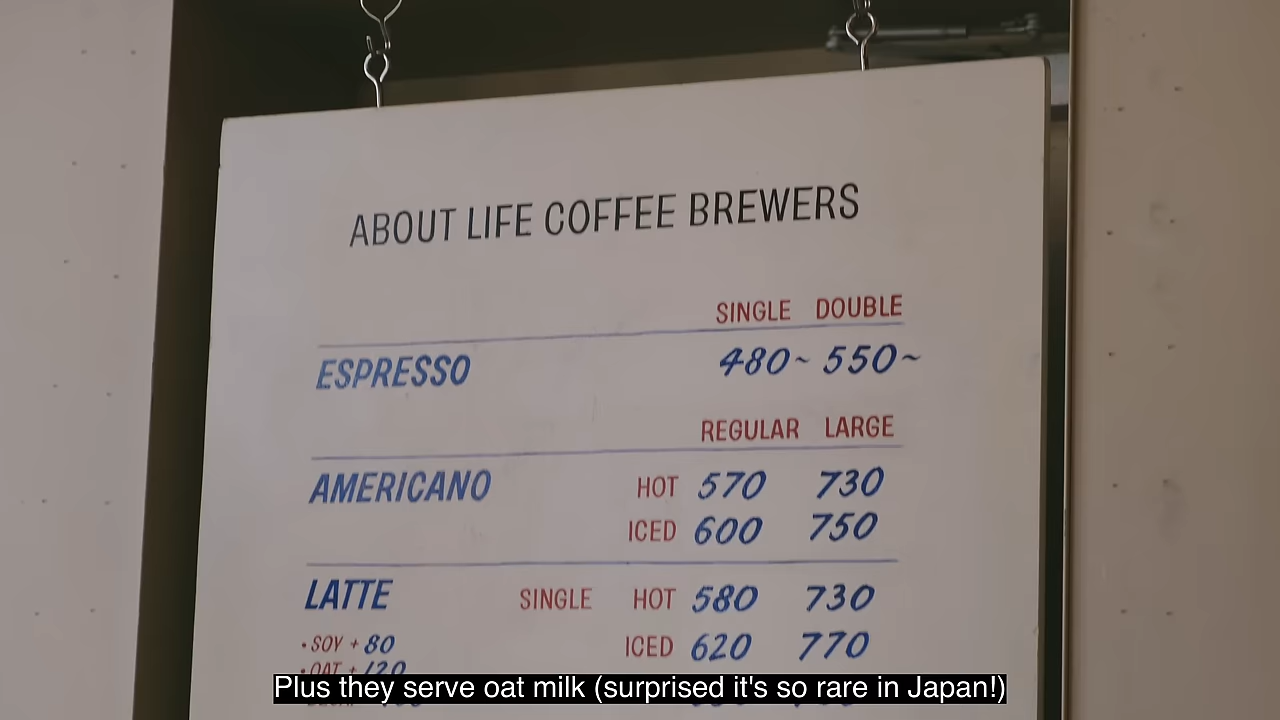 ABOUT LIFE COFFEE BREWERS
SINGLE DOUBLE
ESPRESSO 480~ 550~
REGULAR LARGE
AMERICANO HOT 570 730
ICED 600 750
LATTE SINGLE HOT 580 730
• SOY + 80 ICED 620 770
• OAT + 120
Plus they serve oat milk (surprised it's so rare in Japan!)